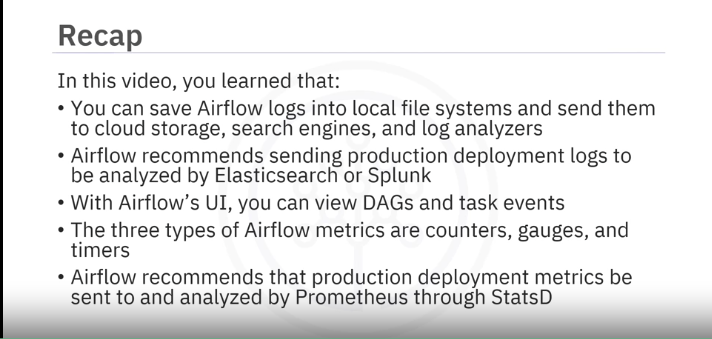 Recap
In this video, you learned that:
• You can save Airflow logs into local file systems and send them
to cloud storage, search engines, and log analyzers
• Airflow recommends sending production deployment logs to
be analyzed by Elasticsearch or Splunk
• With Airflow’s UI, you can view DAGs and task events
• The three types of Airflow metrics are counters, gauges, and
timers
• Airflow recommends that production deployment metrics be
sent to and analyzed by Prometheus through StatsD